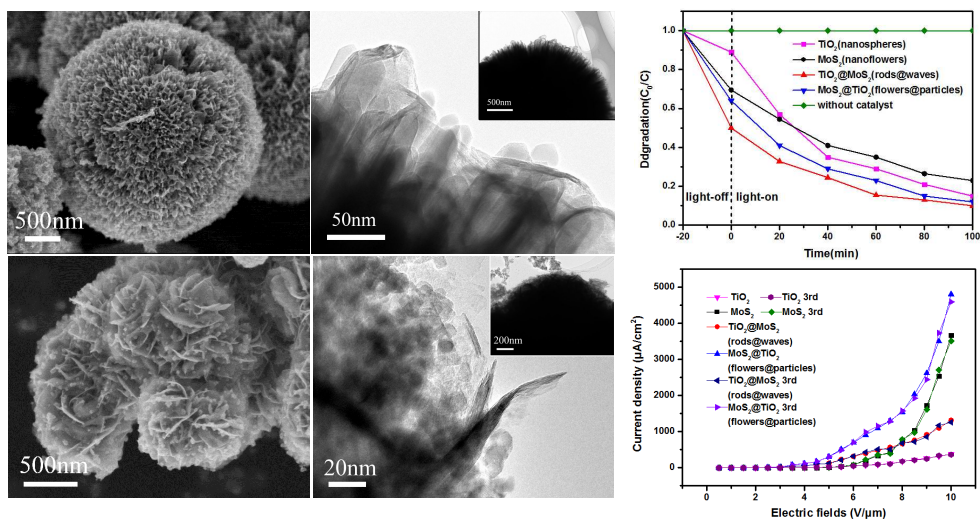 500nm
50nm
500nm
500nm
20nm
200nm
Ddgradation(C₀/C)
1.0
0.8
0.6
0.4
0.2
0.0
TiO₂(nanospheres)
MoS₂(nanoflowers)
TiO₂@MoS₂(rods@waves)
MoS₂@TiO₂(flowers@particles)
without catalyst
light-off
light-on
-20 0 20 40 60 80 100
Time(min)
Current density (μA/cm²)
5000
4000
3000
2000
1000
0
TiO₂ TiO₂ 3rd
MoS₂ MoS₂ 3rd
TiO₂@MoS₂
(rods@waves)
MoS₂@TiO₂
(flowers@particles)
TiO₂@MoS₂ 3rd
(rods@waves)
MoS₂@TiO₂ 3rd
(flowers@particles)
0 2 4 6 8 10
Electric fields (V/μm)